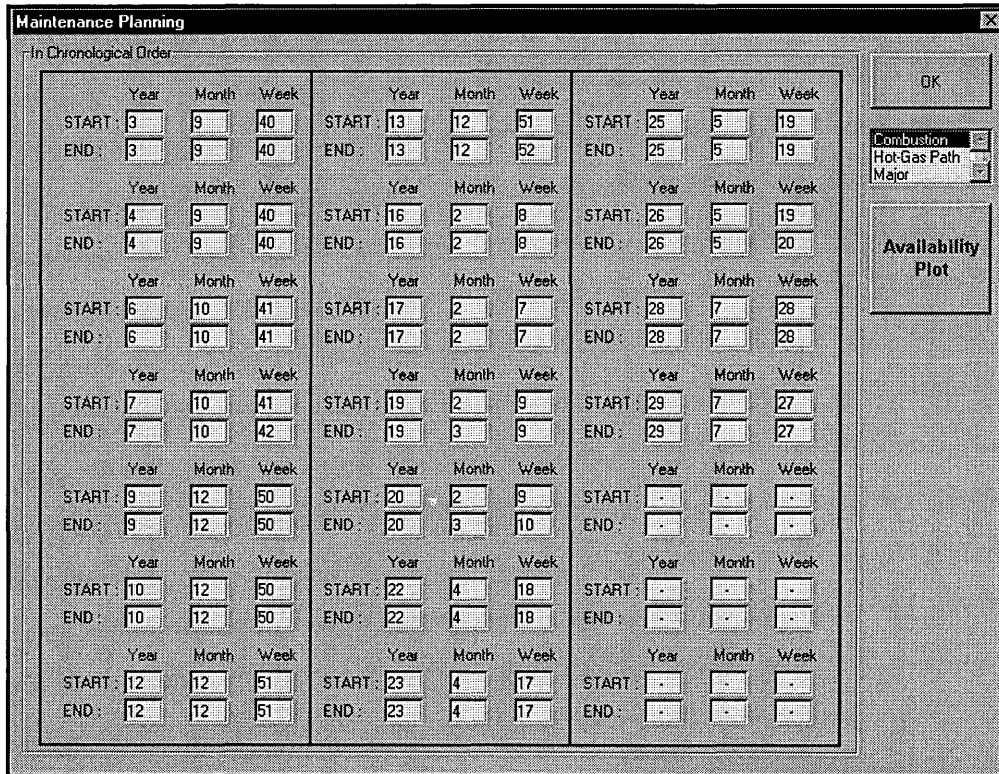 Maintenance Planning
In Chronological Order
Year Month Week
START : 3 9 40
END : 3 9 40
Year Month Week
START : 4 9 40
END : 4 9 40
Year Month Week
START : 6 10 41
END : 6 10 41
Year Month Week
START : 7 10 41
END : 7 10 42
Year Month Week
START : 9 12 50
END : 9 12 50
Year Month Week
START : 10 12 50
END : 10 12 50
Year Month Week
START : 12 12 51
END : 12 12 51
Year Month Week
START : 13 12 51
END : 13 12 52
Year Month Week
START : 16 2 8
END : 16 2 8
Year Month Week
START : 17 2 7
END : 17 2 7
Year Month Week
START : 19 2 9
END : 19 3 9
Year Month Week
START : 20 2 9
END : 20 3 10
Year Month Week
START : 22 4 18
END : 22 4 18
Year Month Week
START : 23 4 17
END : 23 4 17
Year Month Week
START : 25 5 19
END : 25 5 19
Year Month Week
START : 26 5 19
END : 26 5 20
Year Month Week
START : 28 7 28
END : 28 7 28
Year Month Week
START : 29 7 27
END : 29 7 27
Year Month Week
START : - - -
END : - - -
Year Month Week
START : - - -
END : - - -
Year Month Week
START : - - -
END : - - -
OK
Combustion
Hot-Gas Path
Major
Availability
Plot